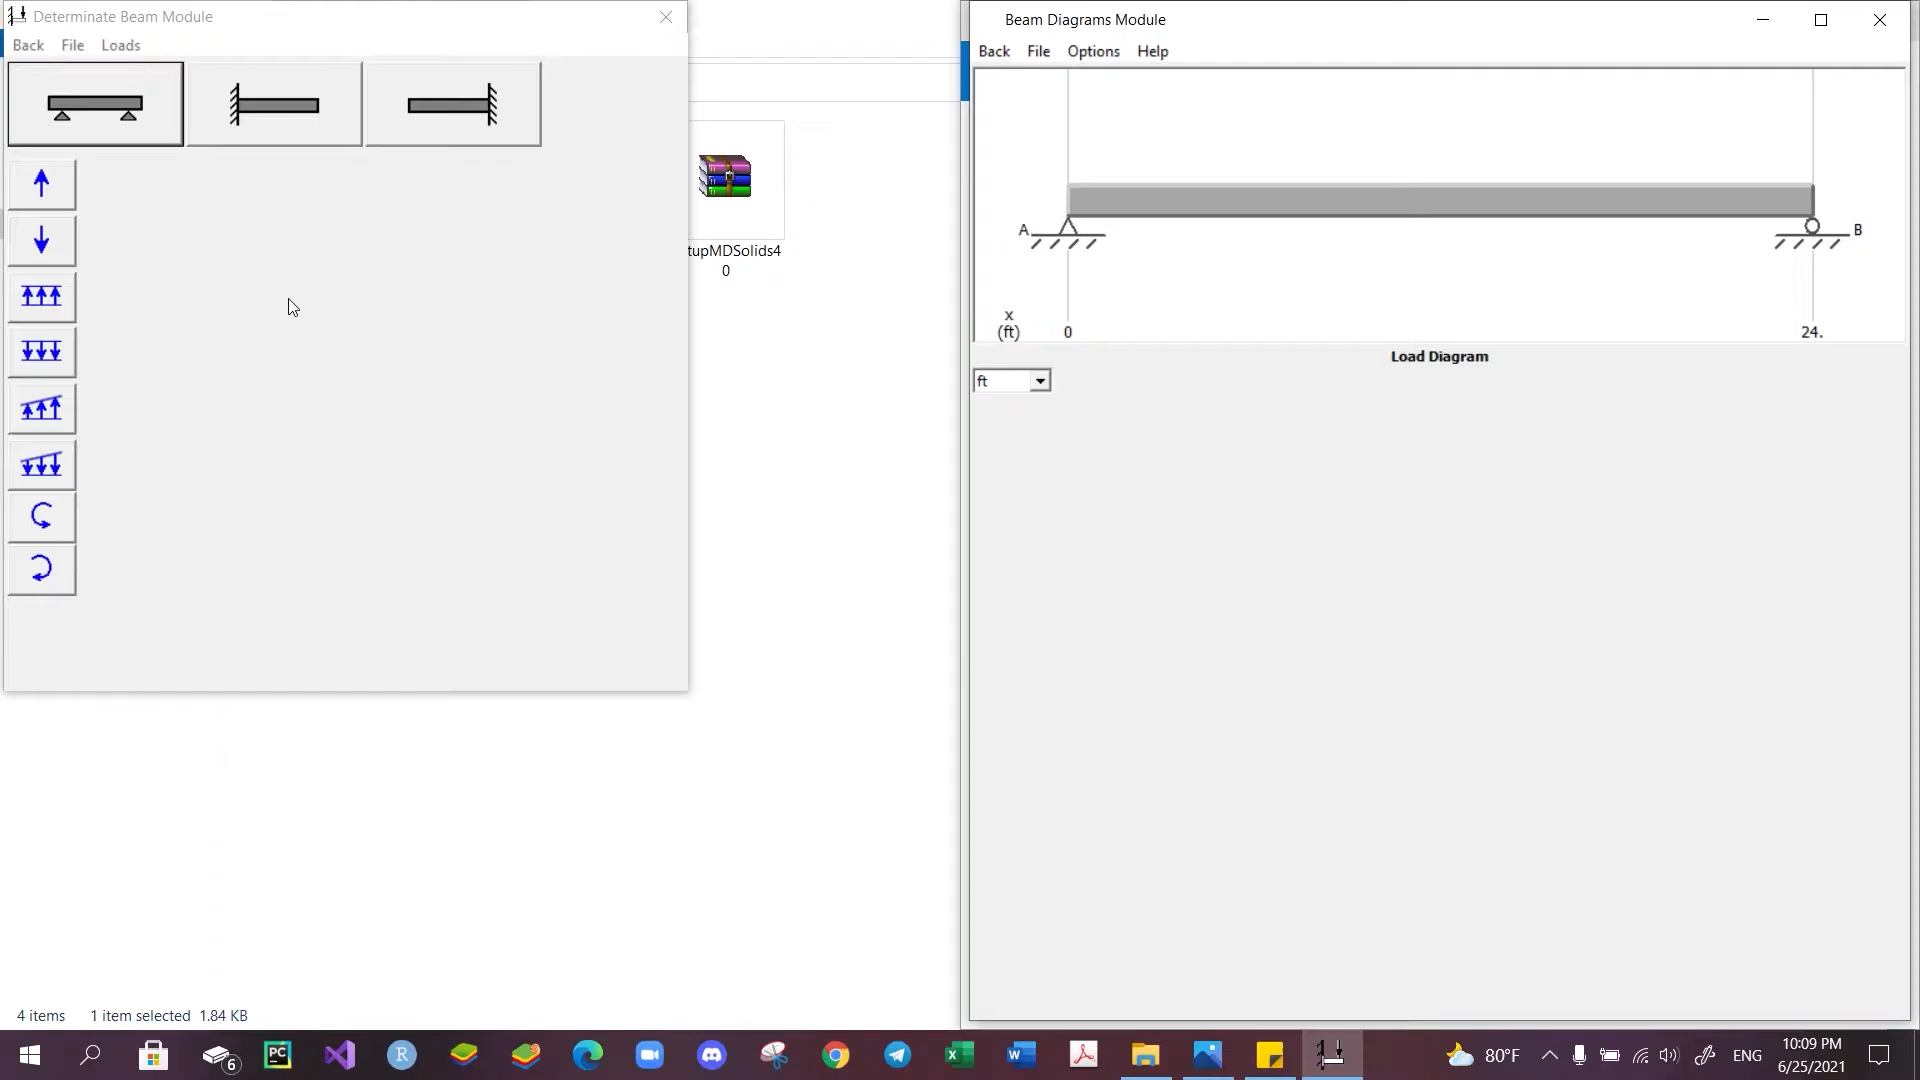 Determinate Beam Module
Back File Loads
tupMDSolids4
0
4 items 1 item selected 1.84 KB
Beam Diagrams Module
Back File Options Help
A
B
x
(ft) 0 24.
Load Diagram
ft
6
PC
R
80°F
ENG
10:09 PM
6/25/2021